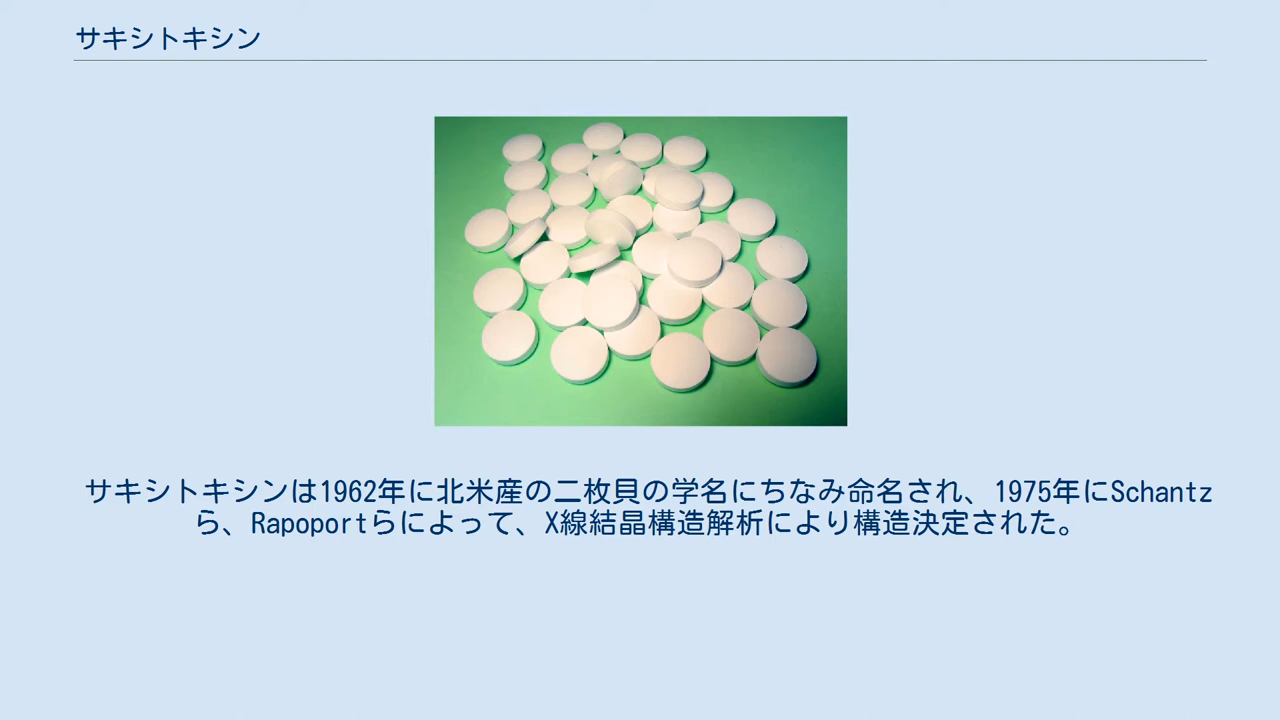 サキシトキシン
サキシトキシンは1962年に北米産の二枚貝の学名にちなみ命名され、1975年にSchantz
ら、Rapoportらによって、X線結晶構造解析により構造決定された。